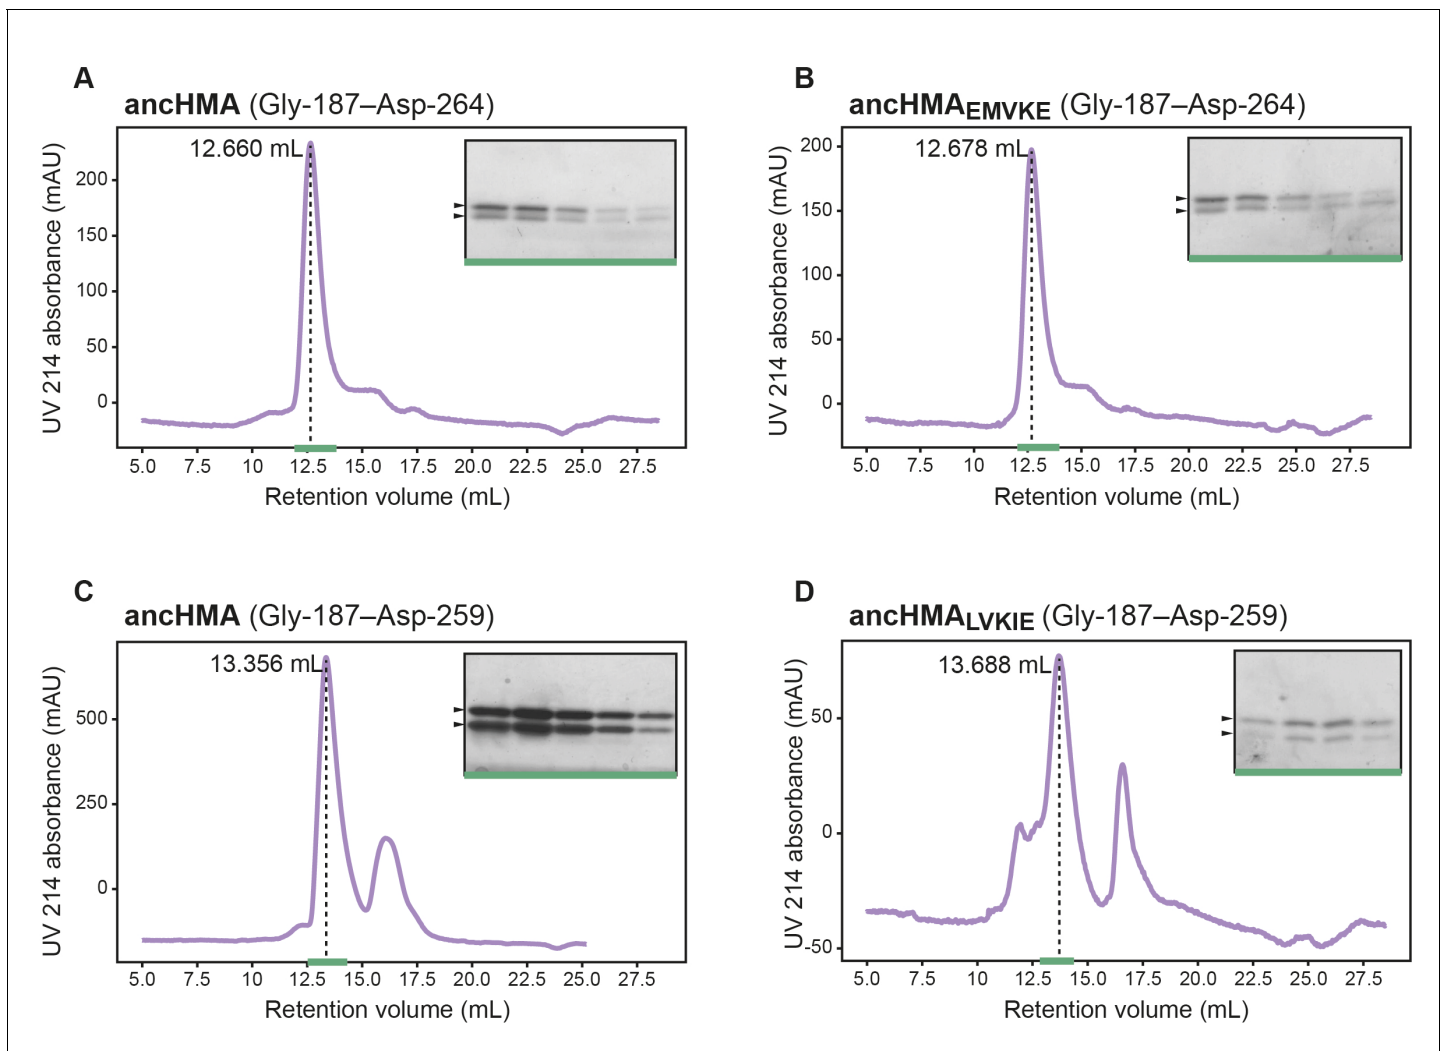 A
ancHMA (Gly-187–Asp-264)
12.660 mL
UV 214 absorbance (mAU)
200
150
100
50
0
5.0 7.5 10 12.5 15.0 17.5 20.0 22.5 25.0 27.5
Retention volume (mL)
B
ancHMAEMVKE (Gly-187–Asp-264)
12.678 mL
UV 214 absorbance (mAU)
200
150
100
50
0
5.0 7.5 10 12.5 15.0 17.5 20.0 22.5 25.0 27.5
Retention volume (mL)
C
ancHMA (Gly-187–Asp-259)
13.356 mL
UV 214 absorbance (mAU)
500
250
0
5.0 7.5 10 12.5 15.0 17.5 20.0 22.5 25.0 27.5
Retention volume (mL)
D
ancHMALVKIE (Gly-187–Asp-259)
13.688 mL
UV 214 absorbance (mAU)
50
0
-50
5.0 7.5 10 12.5 15.0 17.5 20.0 22.5 25.0 27.5
Retention volume (mL)